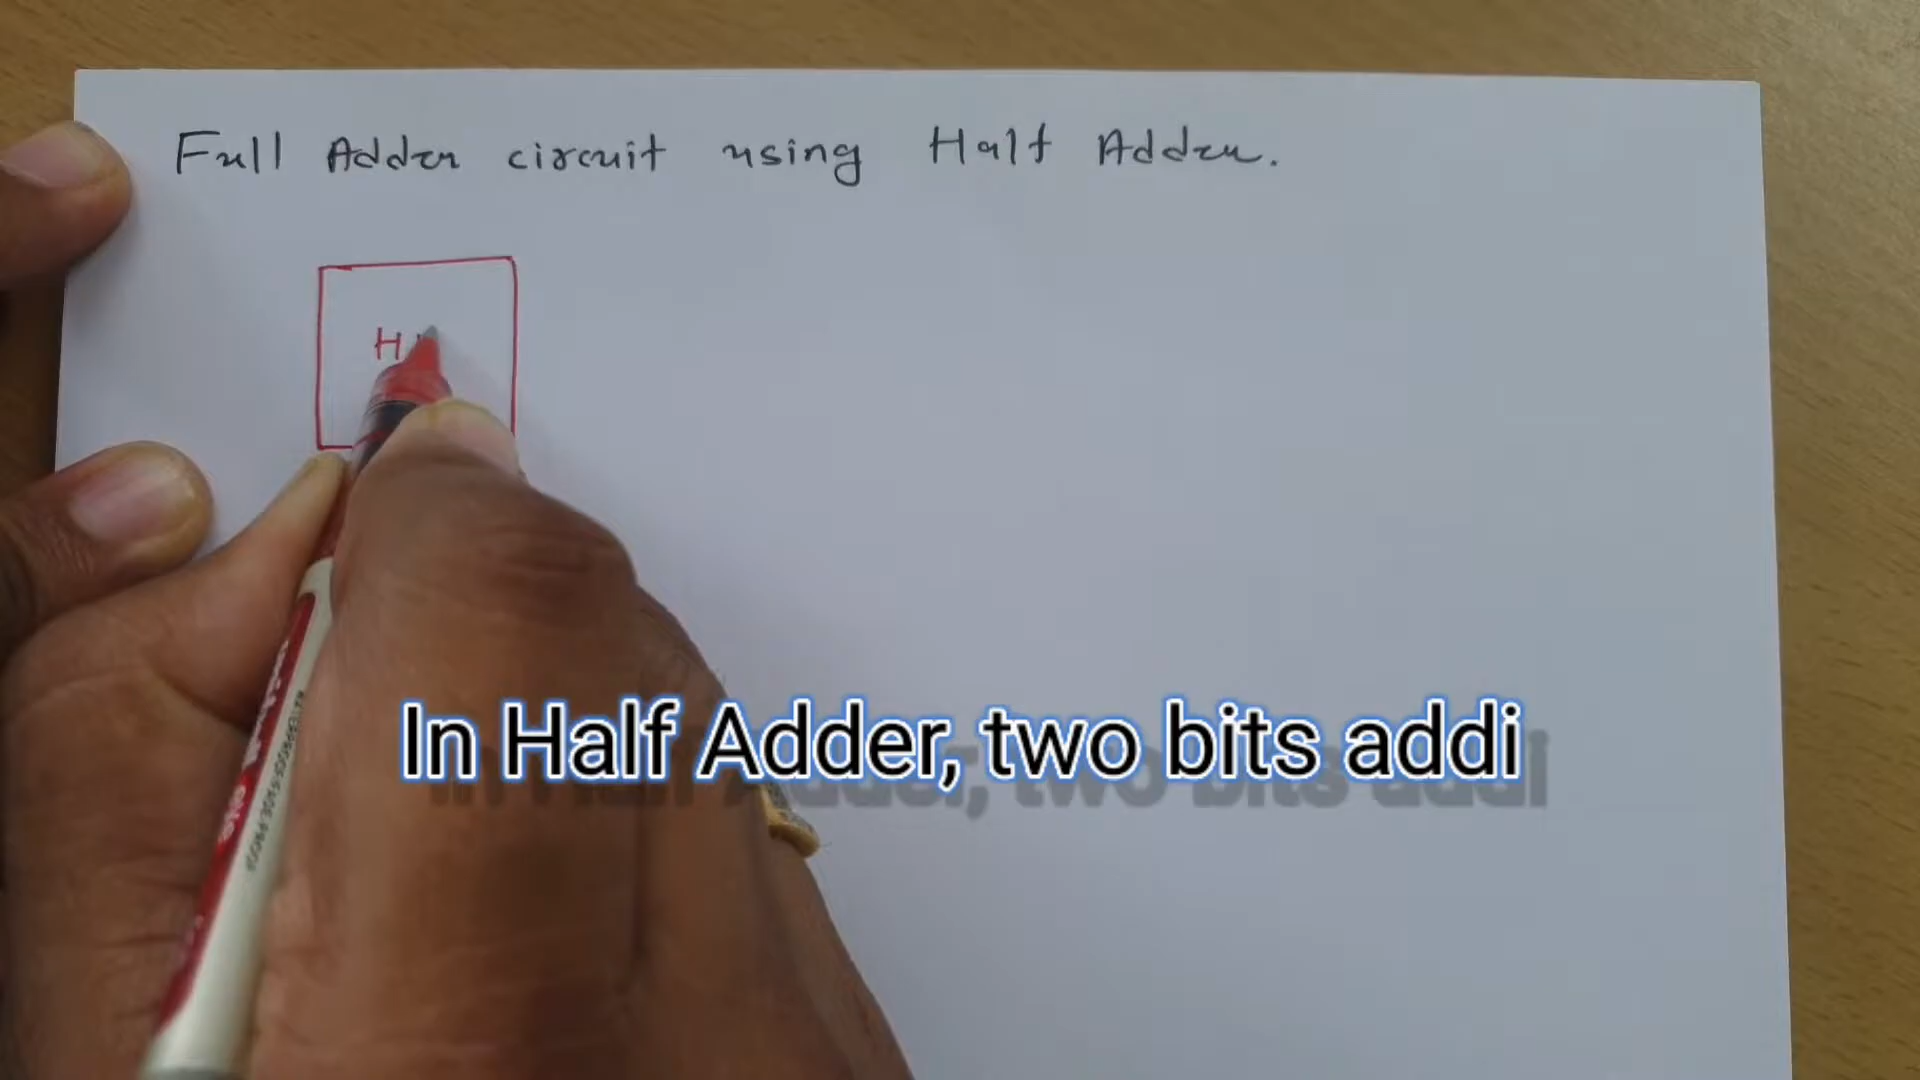 Full Adder circuit using Half Adder.
H
In Half Adder, two bits addi